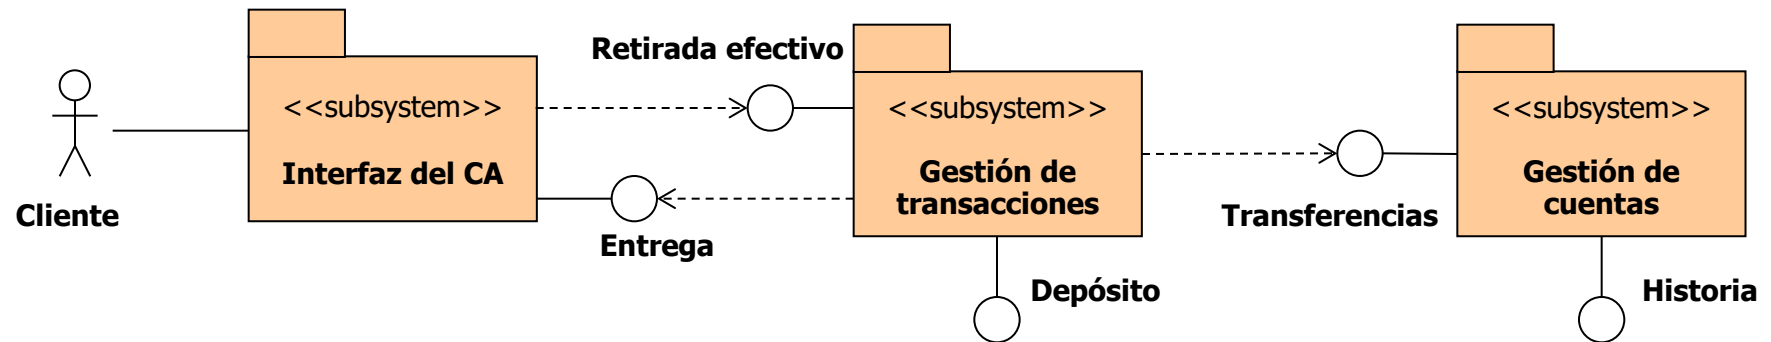 Cliente
<<subsystem>>
Interfaz del CA
Retirada efectivo
Entrega
<<subsystem>>
Gestión de
transacciones
Depósito
Transferencias
<<subsystem>>
Gestión de
cuentas
Historia